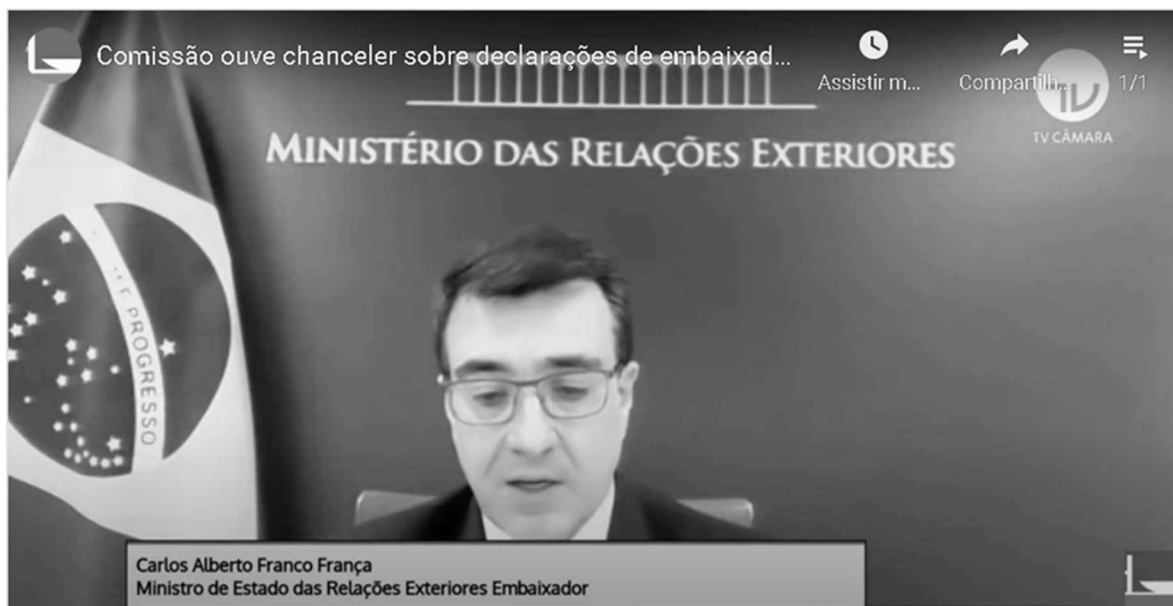 Comissão ouve chanceler sobre declarações de embaixad...
Assistir m...
Compartilh...
1/1
TV CÂMARA
MINISTÉRIO DAS RELAÇÕES EXTERIORES
PROGRESSO
Carlos Alberto Franco França
Ministro de Estado das Relações Exteriores Embaixador